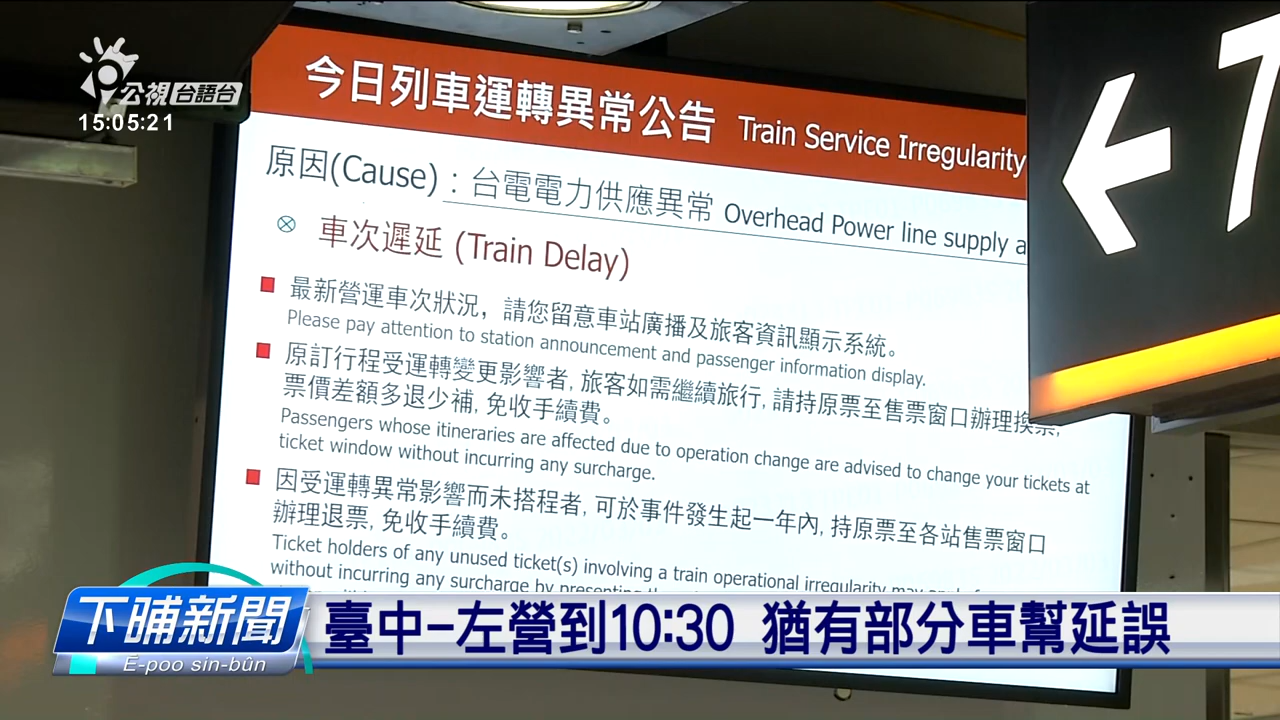 公視台語台
15:05:21
今日列車運轉異常公告 Train Service Irregularity
原因(Cause)：台電電力供應異常 Overhead Power line supply a
車次遲延 (Train Delay)
最新營運車次狀況，請您留意車站廣播及旅客資訊顯示系統。
Please pay attention to station announcement and passenger information display.
原訂行程受運轉變更影響者, 旅客如需繼續旅行, 請持原票至售票窗口辦理換票,
票價差額多退少補, 免收手續費。
Passengers whose itineraries are affected due to operation change are advised to change your tickets at
ticket window without incurring any surcharge.
因受運轉異常影響而未搭程者, 可於事件發生起一年內, 持原票至各站售票窗口
辦理退票, 免收手續費。
Ticket holders of any unused ticket(s) involving a train operational irregularity may
without incurring any surcharge by presenting
下晡新聞
Ē-poo sin-bûn
臺中-左營到10:30 猶有部分車幫延誤